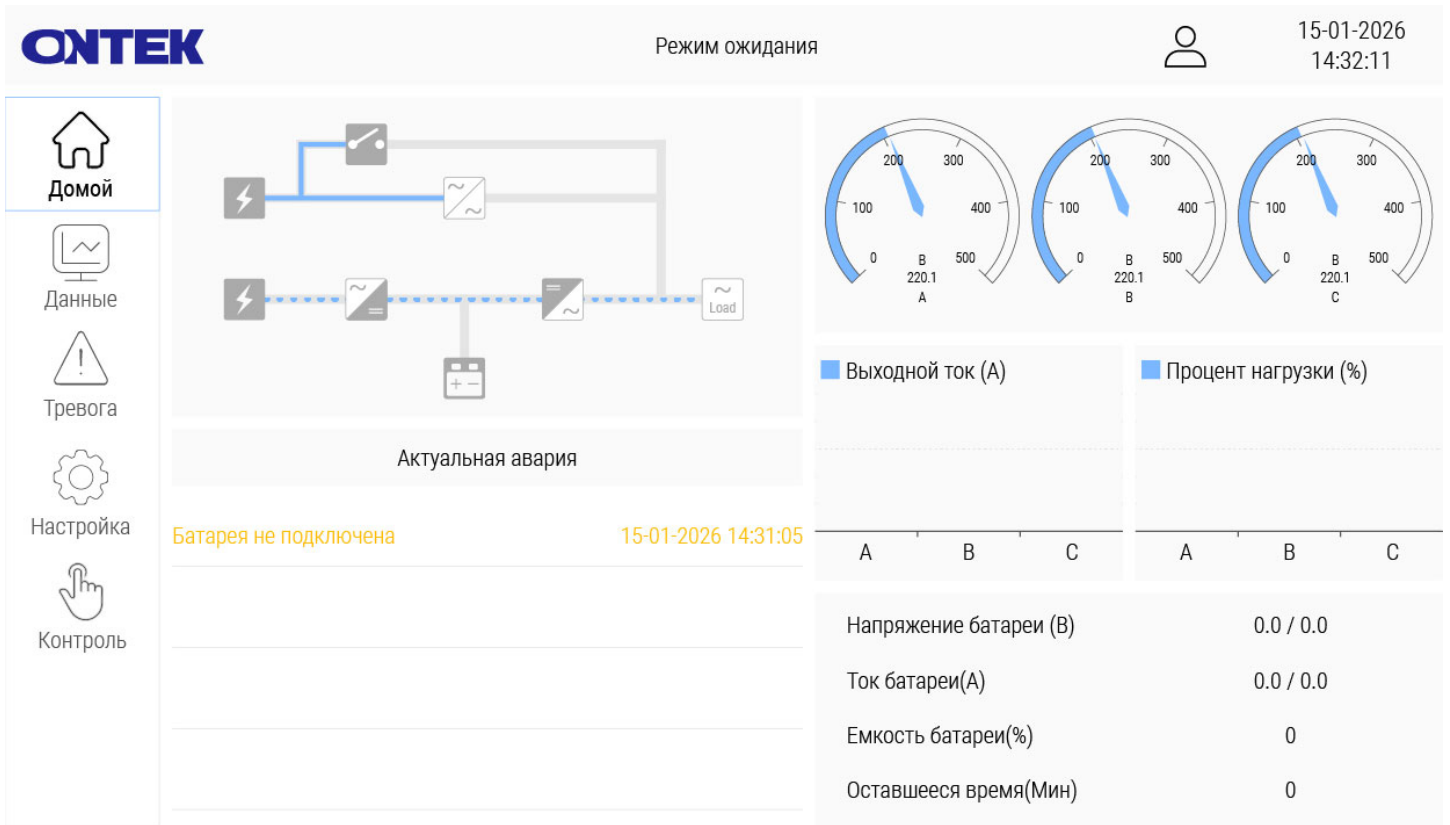 ONTEK
Режим ожидания
15-01-2026
14:32:11
Домой
Данные
Тревога
Настройка
Контроль
Load
0
100
200
300
400
500
В
220.1
A
0
100
200
300
400
500
В
220.1
B
0
100
200
300
400
500
В
220.1
C
Выходной ток (А)
A B C
Процент нагрузки (%)
A B C
Актуальная авария
Батарея не подключена 15-01-2026 14:31:05
Напряжение батареи (В) 0.0 / 0.0
Ток батареи(А) 0.0 / 0.0
Емкость батареи(%) 0
Оставшееся время(Мин) 0